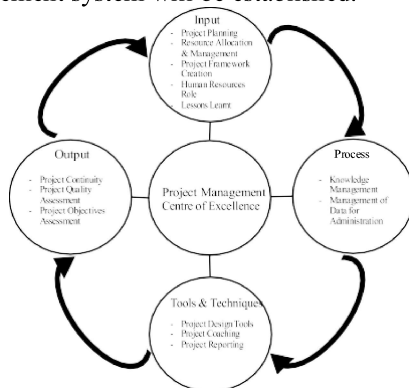 ement system will be established.
Input
- Project Planning
- Resource Allocation
& Management
- Project Framework
Creation
- Human Resources
Role
- Lessons Learnt
Output
- Project Continuity
- Project Quality
Assessment
- Project Objectives
Assessment
Project Management
Centre of Excellence
Process
- Knowledge
Management
- Management of
Data for
Administration
Tools & Techniques
- Project Design Tools
- Project Coaching
- Project Reporting